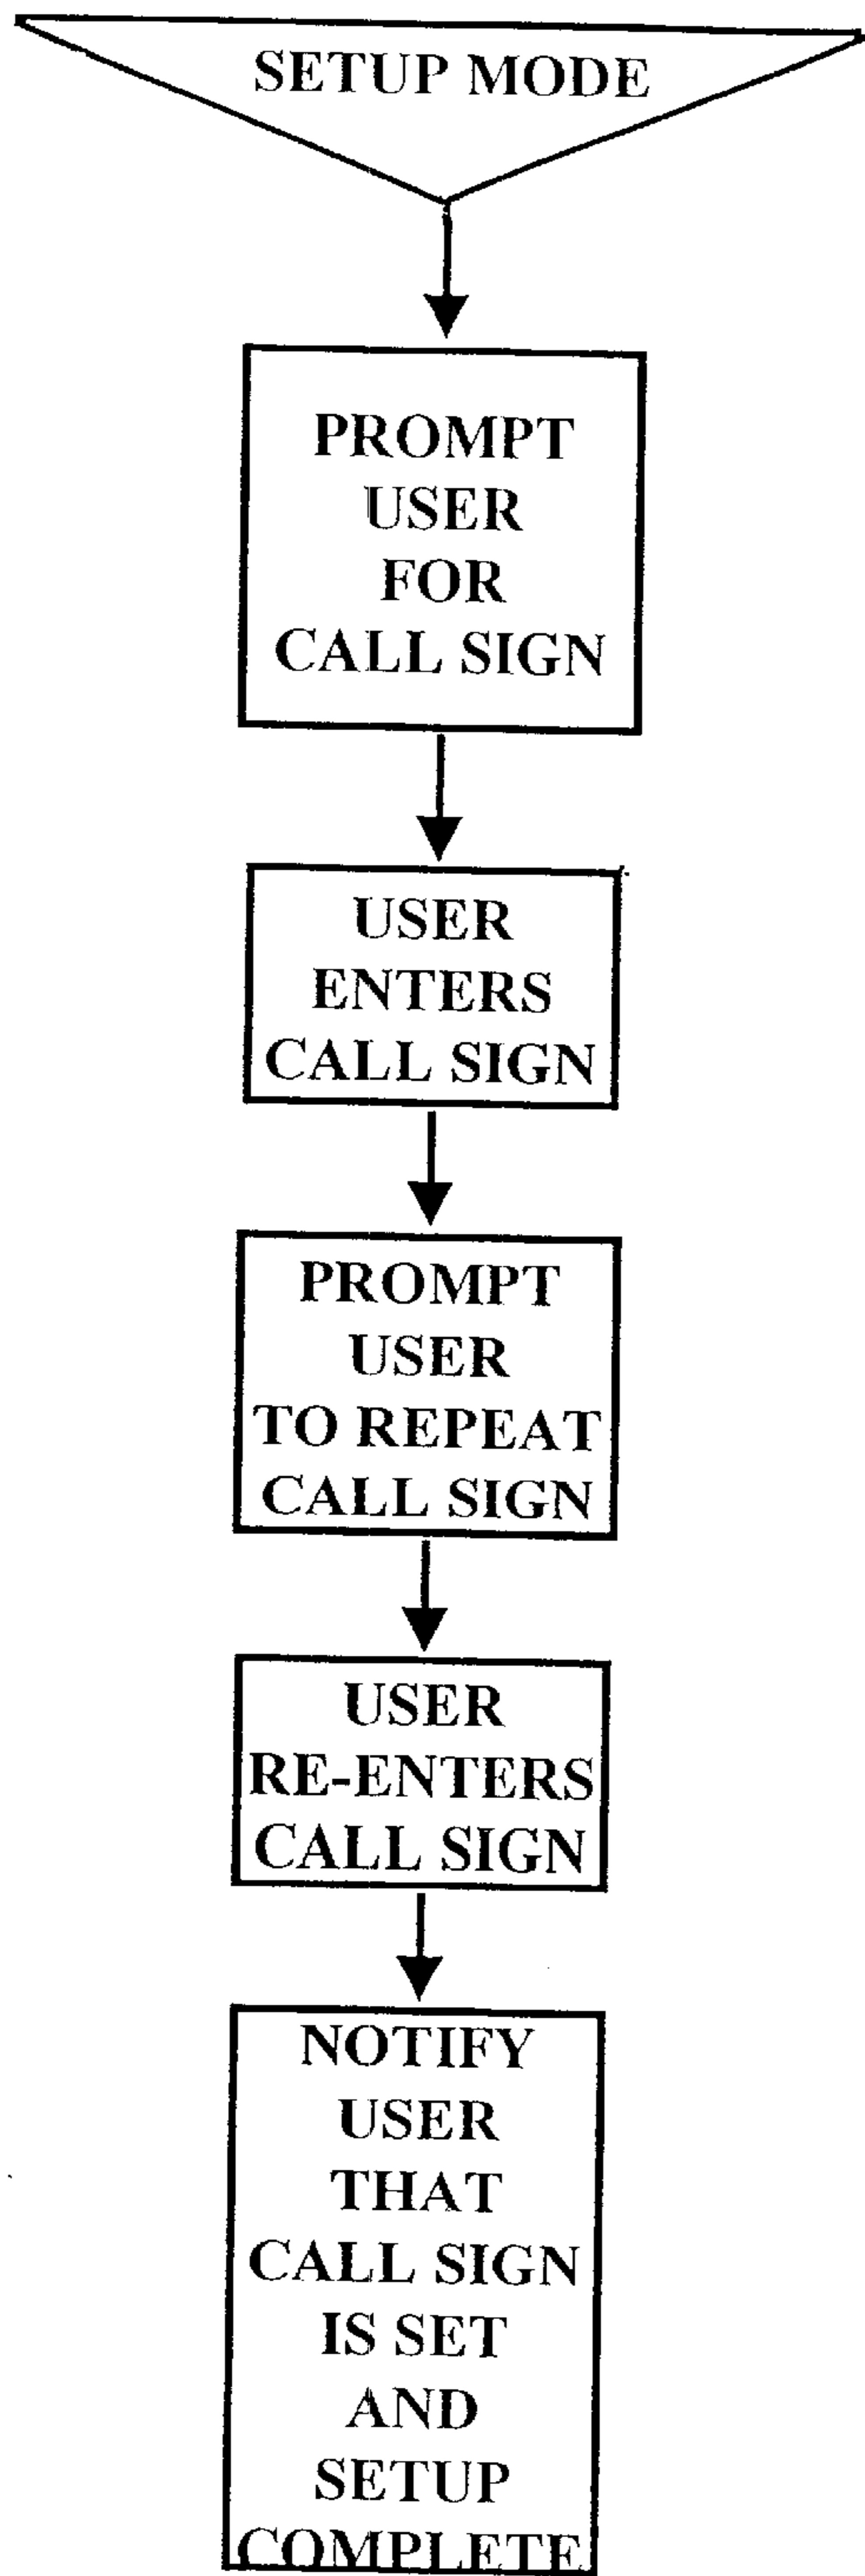 SETUP MODE
PROMPT
USER
FOR
CALL SIGN
USER
ENTERS
CALL SIGN
PROMPT
USER
TO REPEAT
CALL SIGN
USER
RE-ENTERS
CALL SIGN
NOTIFY
USER
THAT
CALL SIGN
IS SET
AND
SETUP
COMPLETE